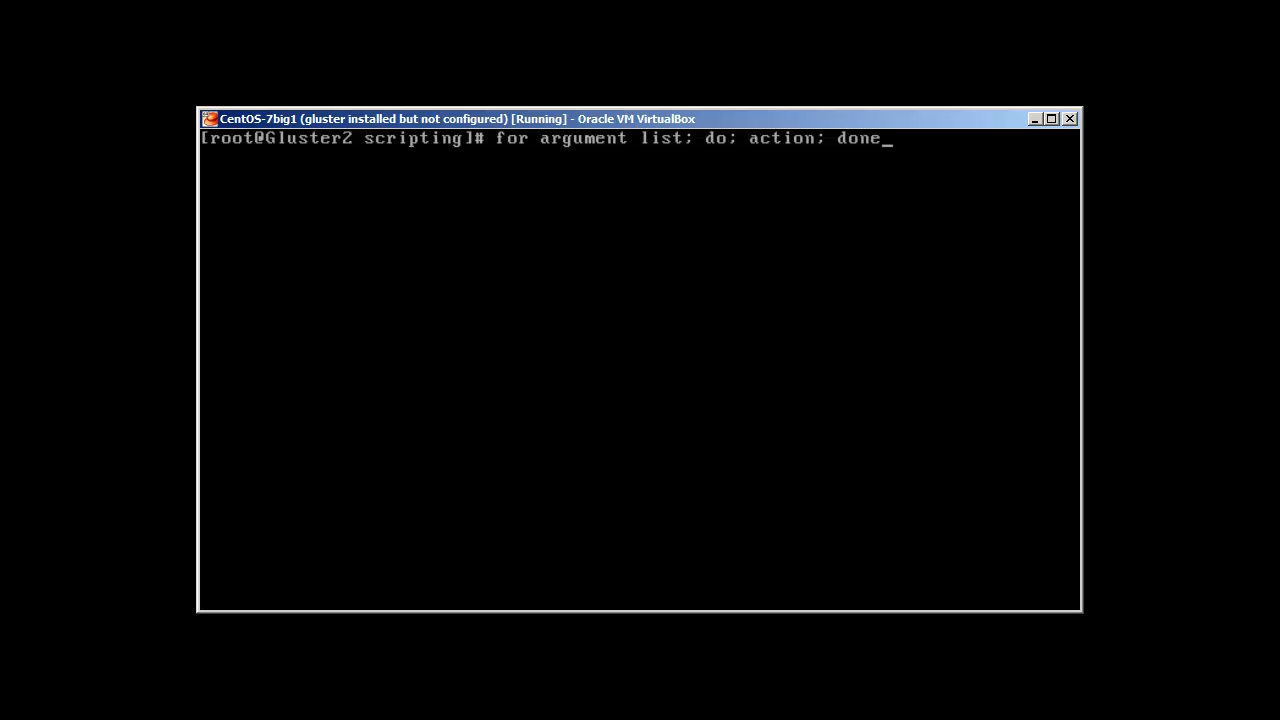 CentOS-7big1 (gluster installed but not configured) [Running] - Oracle VM VirtualBox
[root@Gluster2 scripting]# for argument list; do; action; done_